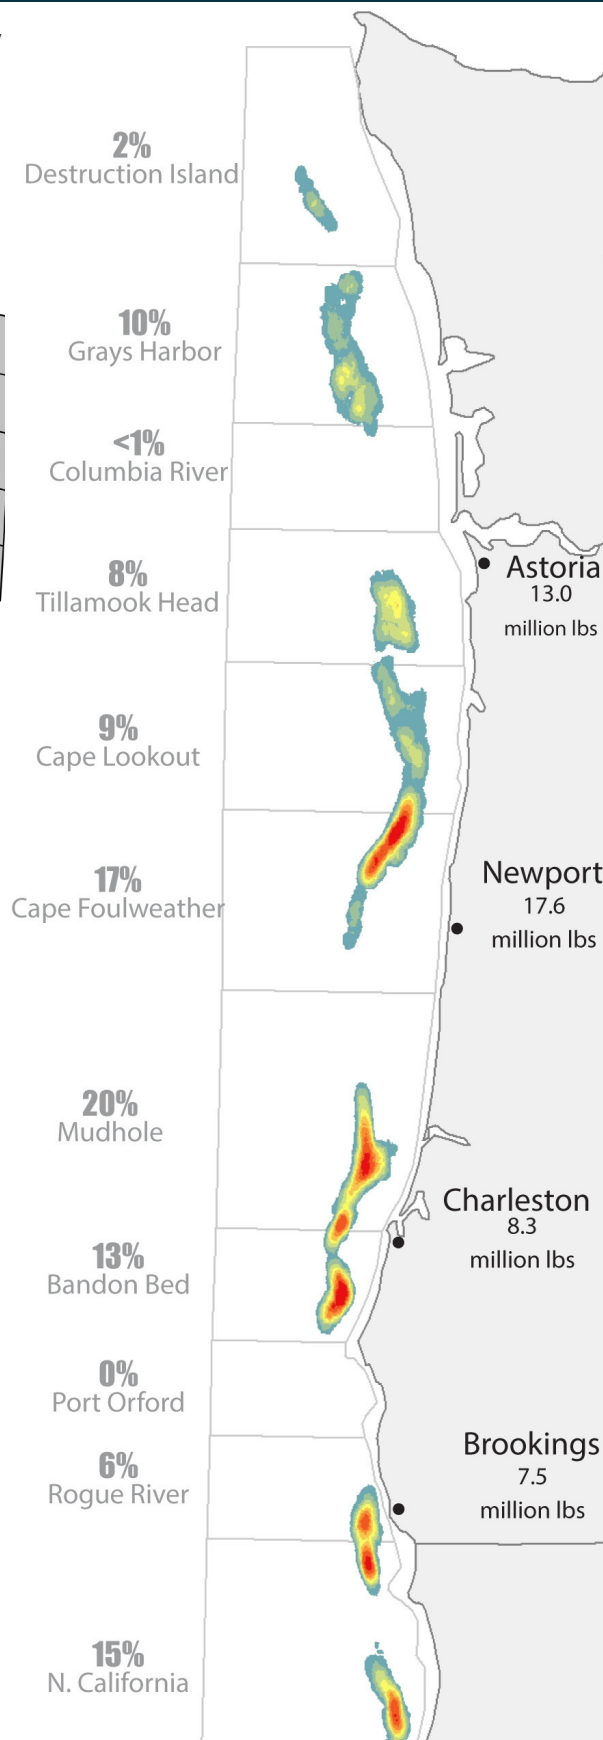 2%
Destruction Island
10%
Grays Harbor
<1%
Columbia River
8%
Tillamook Head
Astoria
13.0
million lbs
9%
Cape Lookout
17%
Cape Foulweather
Newport
17.6
million lbs
20%
Mudhole
Charleston
8.3
million lbs
13%
Bandon Bed
0%
Port Orford
6%
Rogue River
Brookings
7.5
million lbs
15%
N. California